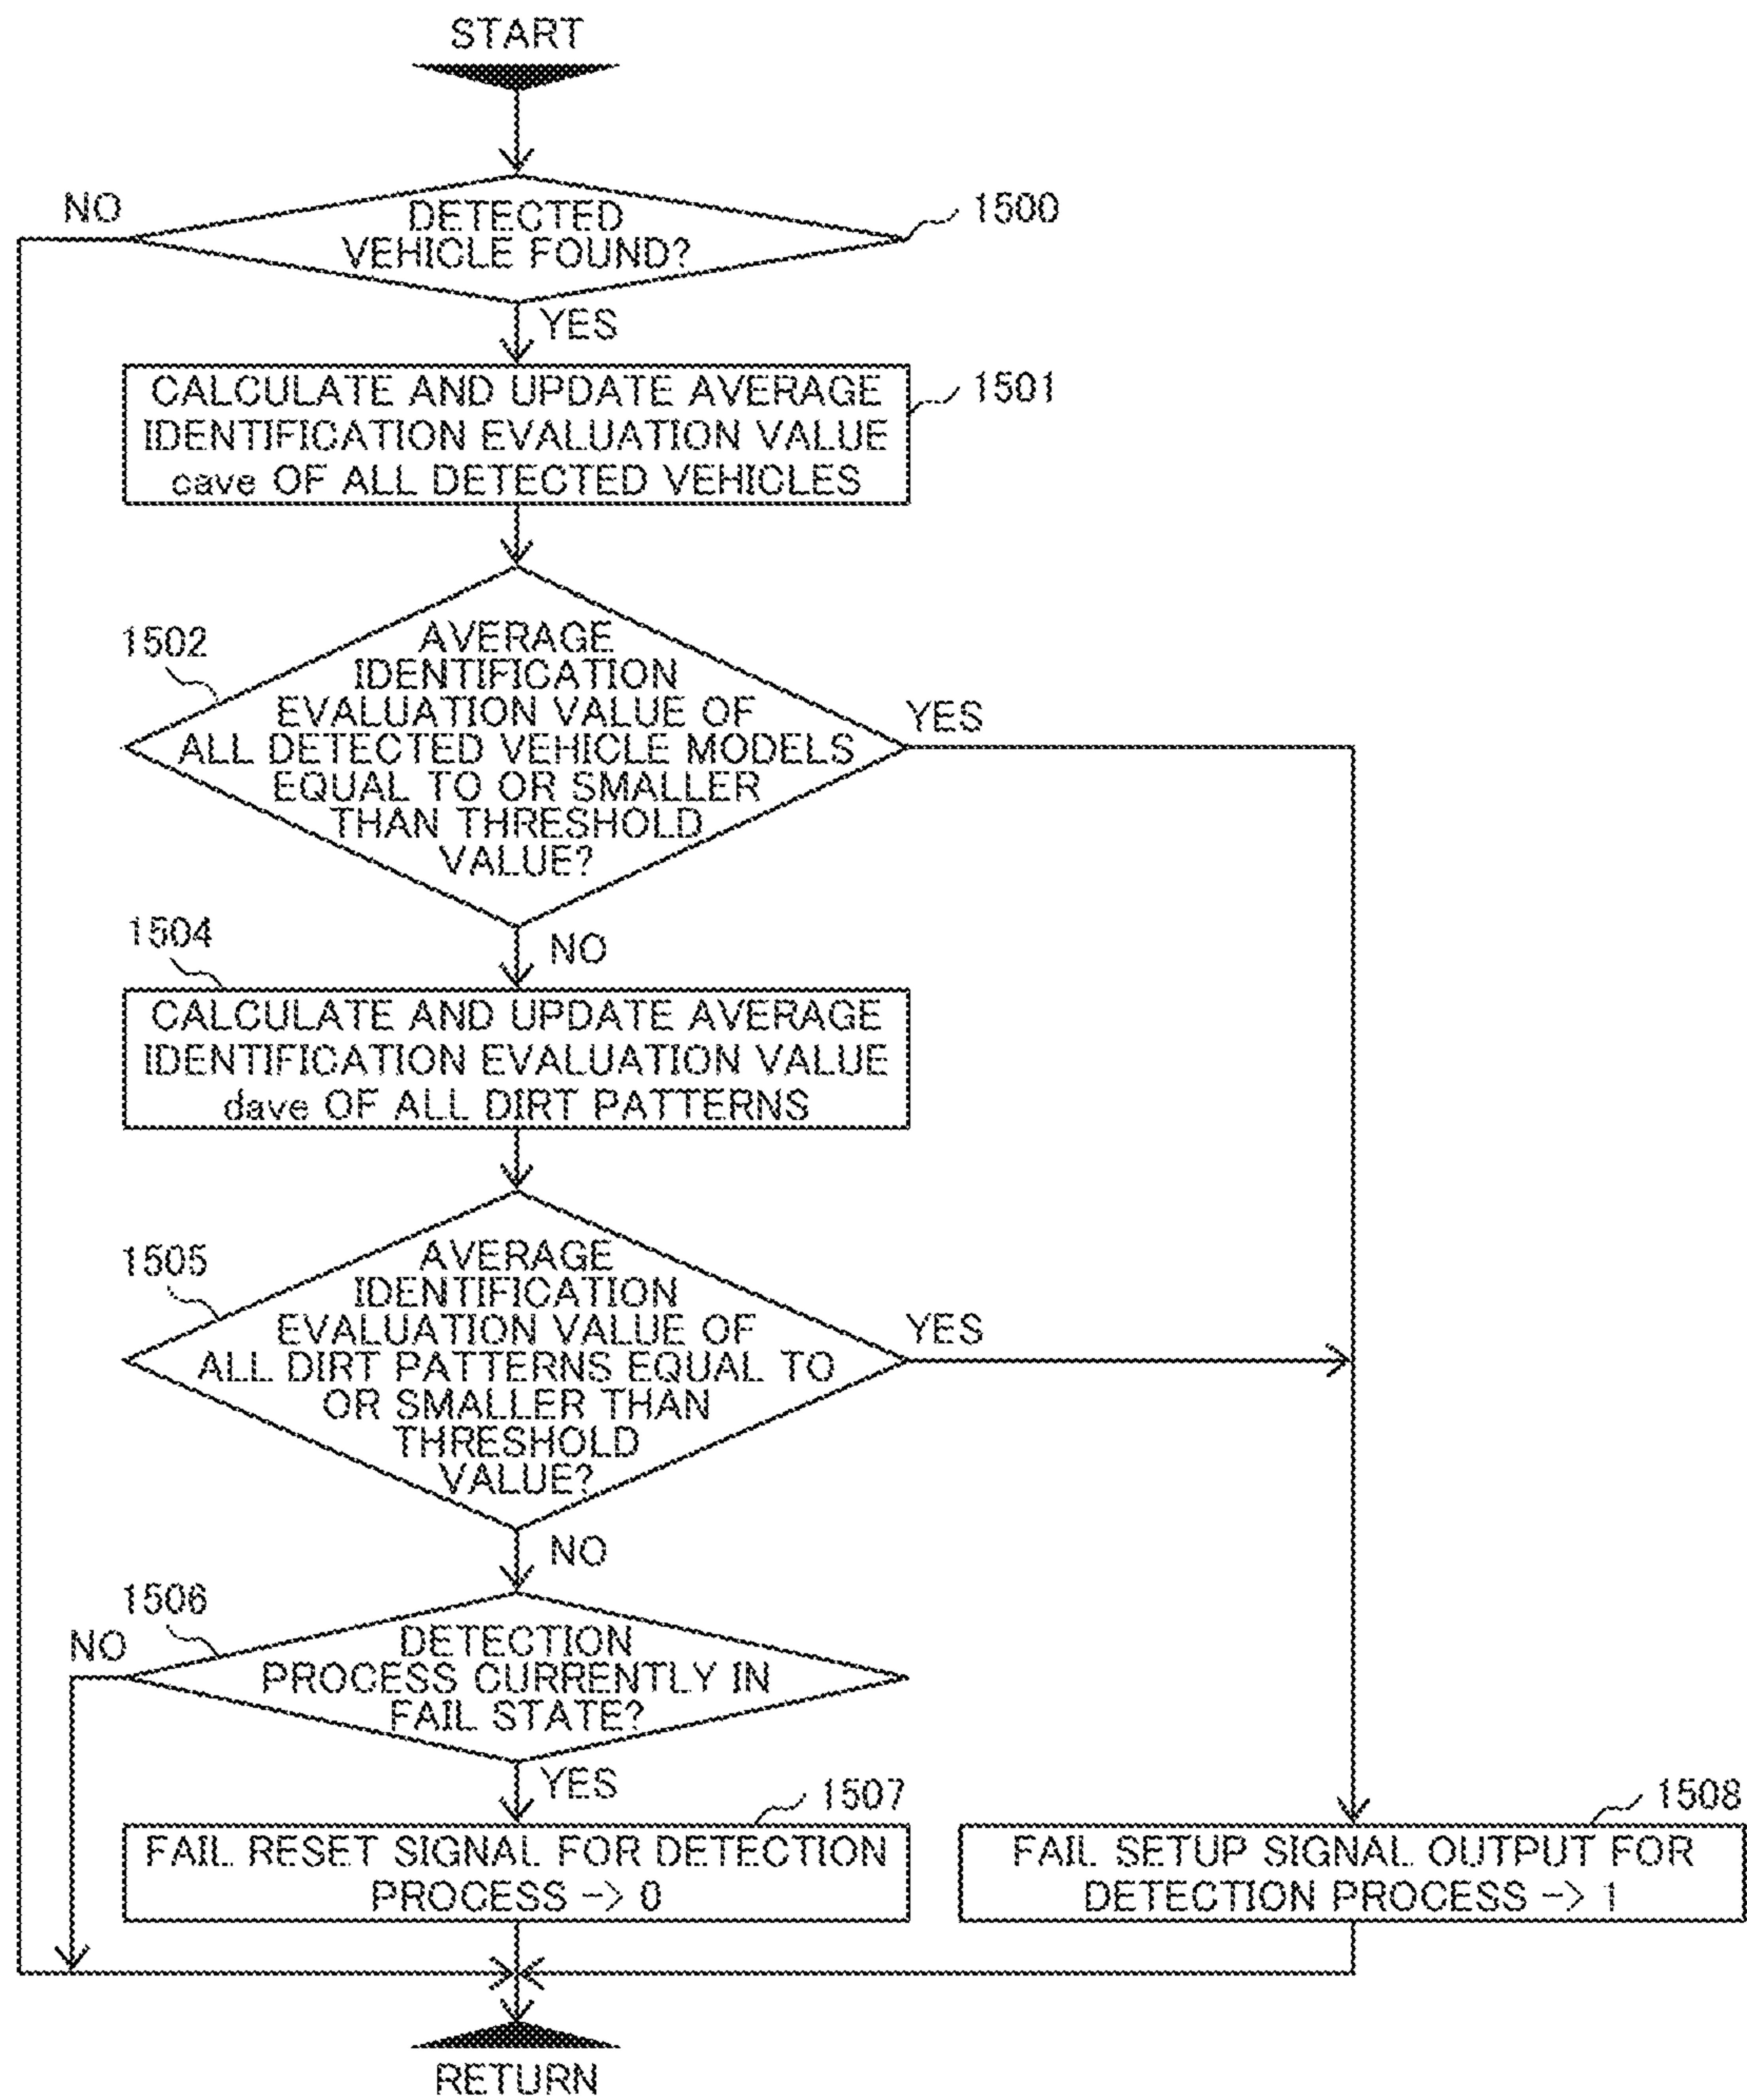 START
NO
DETECTED
VEHICLE FOUND?
1500
YES
CALCULATE AND UPDATE AVERAGE
IDENTIFICATION EVALUATION VALUE
cave OF ALL DETECTED VEHICLES
1501
1502
AVERAGE
IDENTIFICATION
EVALUATION VALUE OF
ALL DETECTED VEHICLE MODELS
EQUAL TO OR SMALLER
THAN THRESHOLD
VALUE?
YES
NO
1504
CALCULATE AND UPDATE AVERAGE
IDENTIFICATION EVALUATION VALUE
dave OF ALL DIRT PATTERNS
1505
AVERAGE
IDENTIFICATION
EVALUATION VALUE OF
ALL DIRT PATTERNS EQUAL TO
OR SMALLER THAN
THRESHOLD
VALUE?
YES
NO
1506
NO
DETECTION
PROCESS CURRENTLY IN
FAIL STATE?
YES
1507
FAIL RESET SIGNAL FOR DETECTION
PROCESS -> 0
1508
FAIL SETUP SIGNAL OUTPUT FOR
DETECTION PROCESS -> 1
RETURN